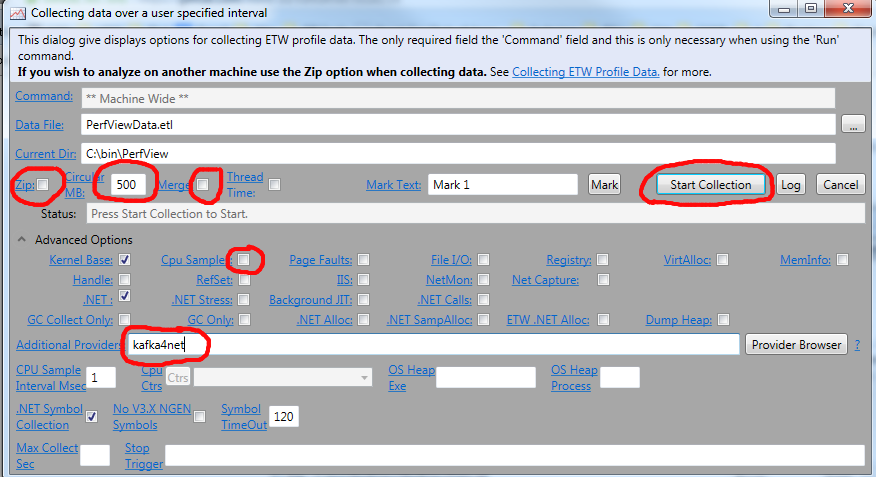 Collecting data over a user specified interval
This dialog give displays options for collecting ETW profile data. The only required field the 'Command' field and this is only necessary when using the 'Run'
command.
If you wish to analyze on another machine use the Zip option when collecting data. See Collecting ETW Profile Data. for more.
Command: ** Machine Wide **
Data File: PerfViewData.etl ...
Current Dir: C:\bin\PerfView
Zip: Circular MB: 500 Merge: Thread Time: Mark Text: Mark 1 Mark Start Collection Log Cancel
Status: Press Start Collection to Start.
Advanced Options
Kernel Base: Cpu Samples: Page Faults: File I/O: Registry: VirtAlloc: MemInfo:
Handle: RefSet: IIS: NetMon: Net Capture:
.NET : .NET Stress: Background JIT: .NET Calls:
GC Collect Only: GC Only: .NET Alloc: .NET SampAlloc: ETW .NET Alloc: Dump Heap:
Additional Providers: kafka4net Provider Browser ?
CPU Sample Interval Msec 1 Cpu Ctrs Ctrs OS Heap Exe OS Heap Process
.NET Symbol Collection No V3.X NGEN Symbols Symbol TimeOut 120
Max Collect Sec Stop Trigger